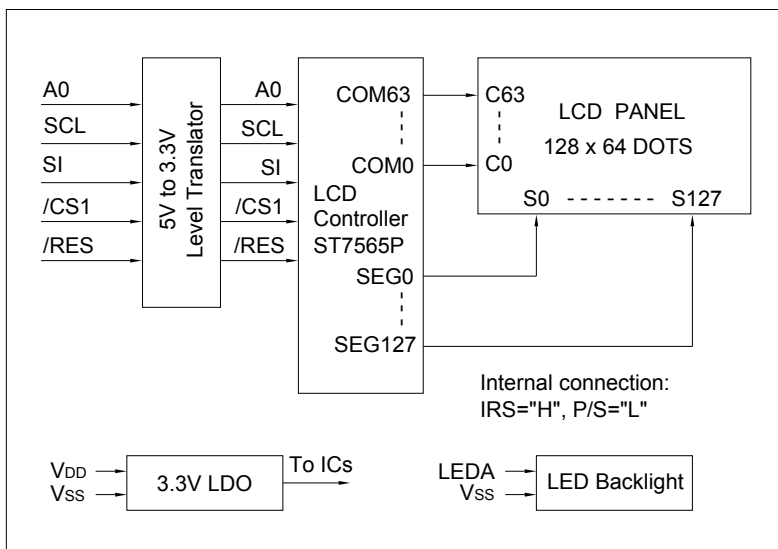 A0
SCL
SI
/CS1
/RES
5V to 3.3V
Level Translator
A0
SCL
SI
/CS1
/RES
COM63
COM0
LCD
Controller
ST7565P
SEG0
SEG127
C63
C0
LCD PANEL
128 x 64 DOTS
S0 ------- S127
Internal connection:
IRS="H", P/S="L"
VDD
VSS
3.3V LDO
To ICs
LEDA
VSS
LED Backlight